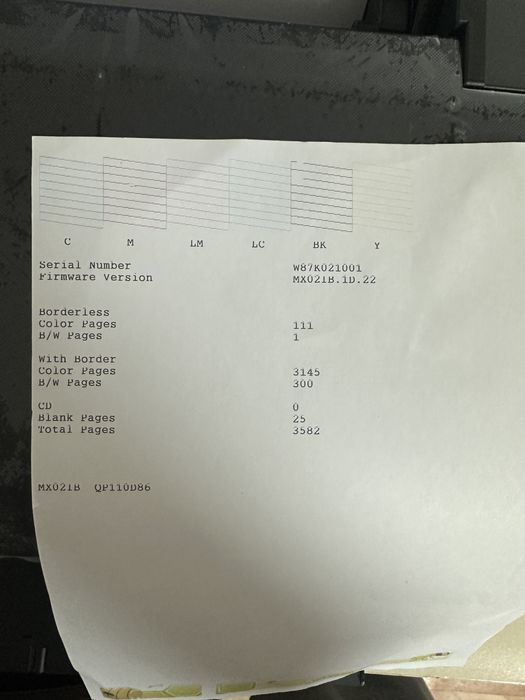 C M LM LC BK Y
Serial Number W87K021001
Firmware Version MX021B.1D.22
Borderless
Color Pages 111
B/W Pages 1
With Border
Color Pages 3145
B/W Pages 300
CD 0
Blank Pages 25
Total Pages 3582
MX021B QP110D86